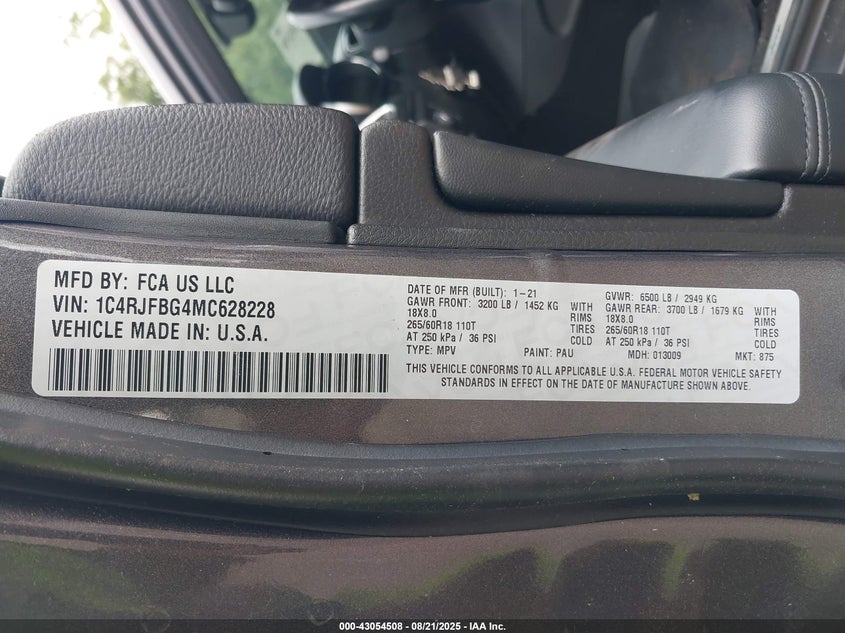 MFD BY: FCA US LLC
VIN: 1C4RJFBG4MC628228
VEHICLE MADE IN: U.S.A.
DATE OF MFR (BUILT): 1-21 GVWR: 6500 LB / 2949 KG
GAWR FRONT: 3200 LB / 1452 KG WITH GAWR REAR: 3700 LB / 1679 KG WITH
18X8.0 RIMS 18X8.0 RIMS
265/60R18 110T TIRES 265/60R18 110T TIRES
AT 250 kPa / 36 PSI COLD AT 250 kPa / 36 PSI COLD
TYPE: MPV PAINT: PAU MDH: 013009 MKT: 875
THIS VEHICLE CONFORMS TO ALL APPLICABLE U.S.A. FEDERAL MOTOR VEHICLE SAFETY
STANDARDS IN EFFECT ON THE DATE OF MANUFACTURE SHOWN ABOVE.
000-43054508 - 08/21/2025 - IAA Inc.